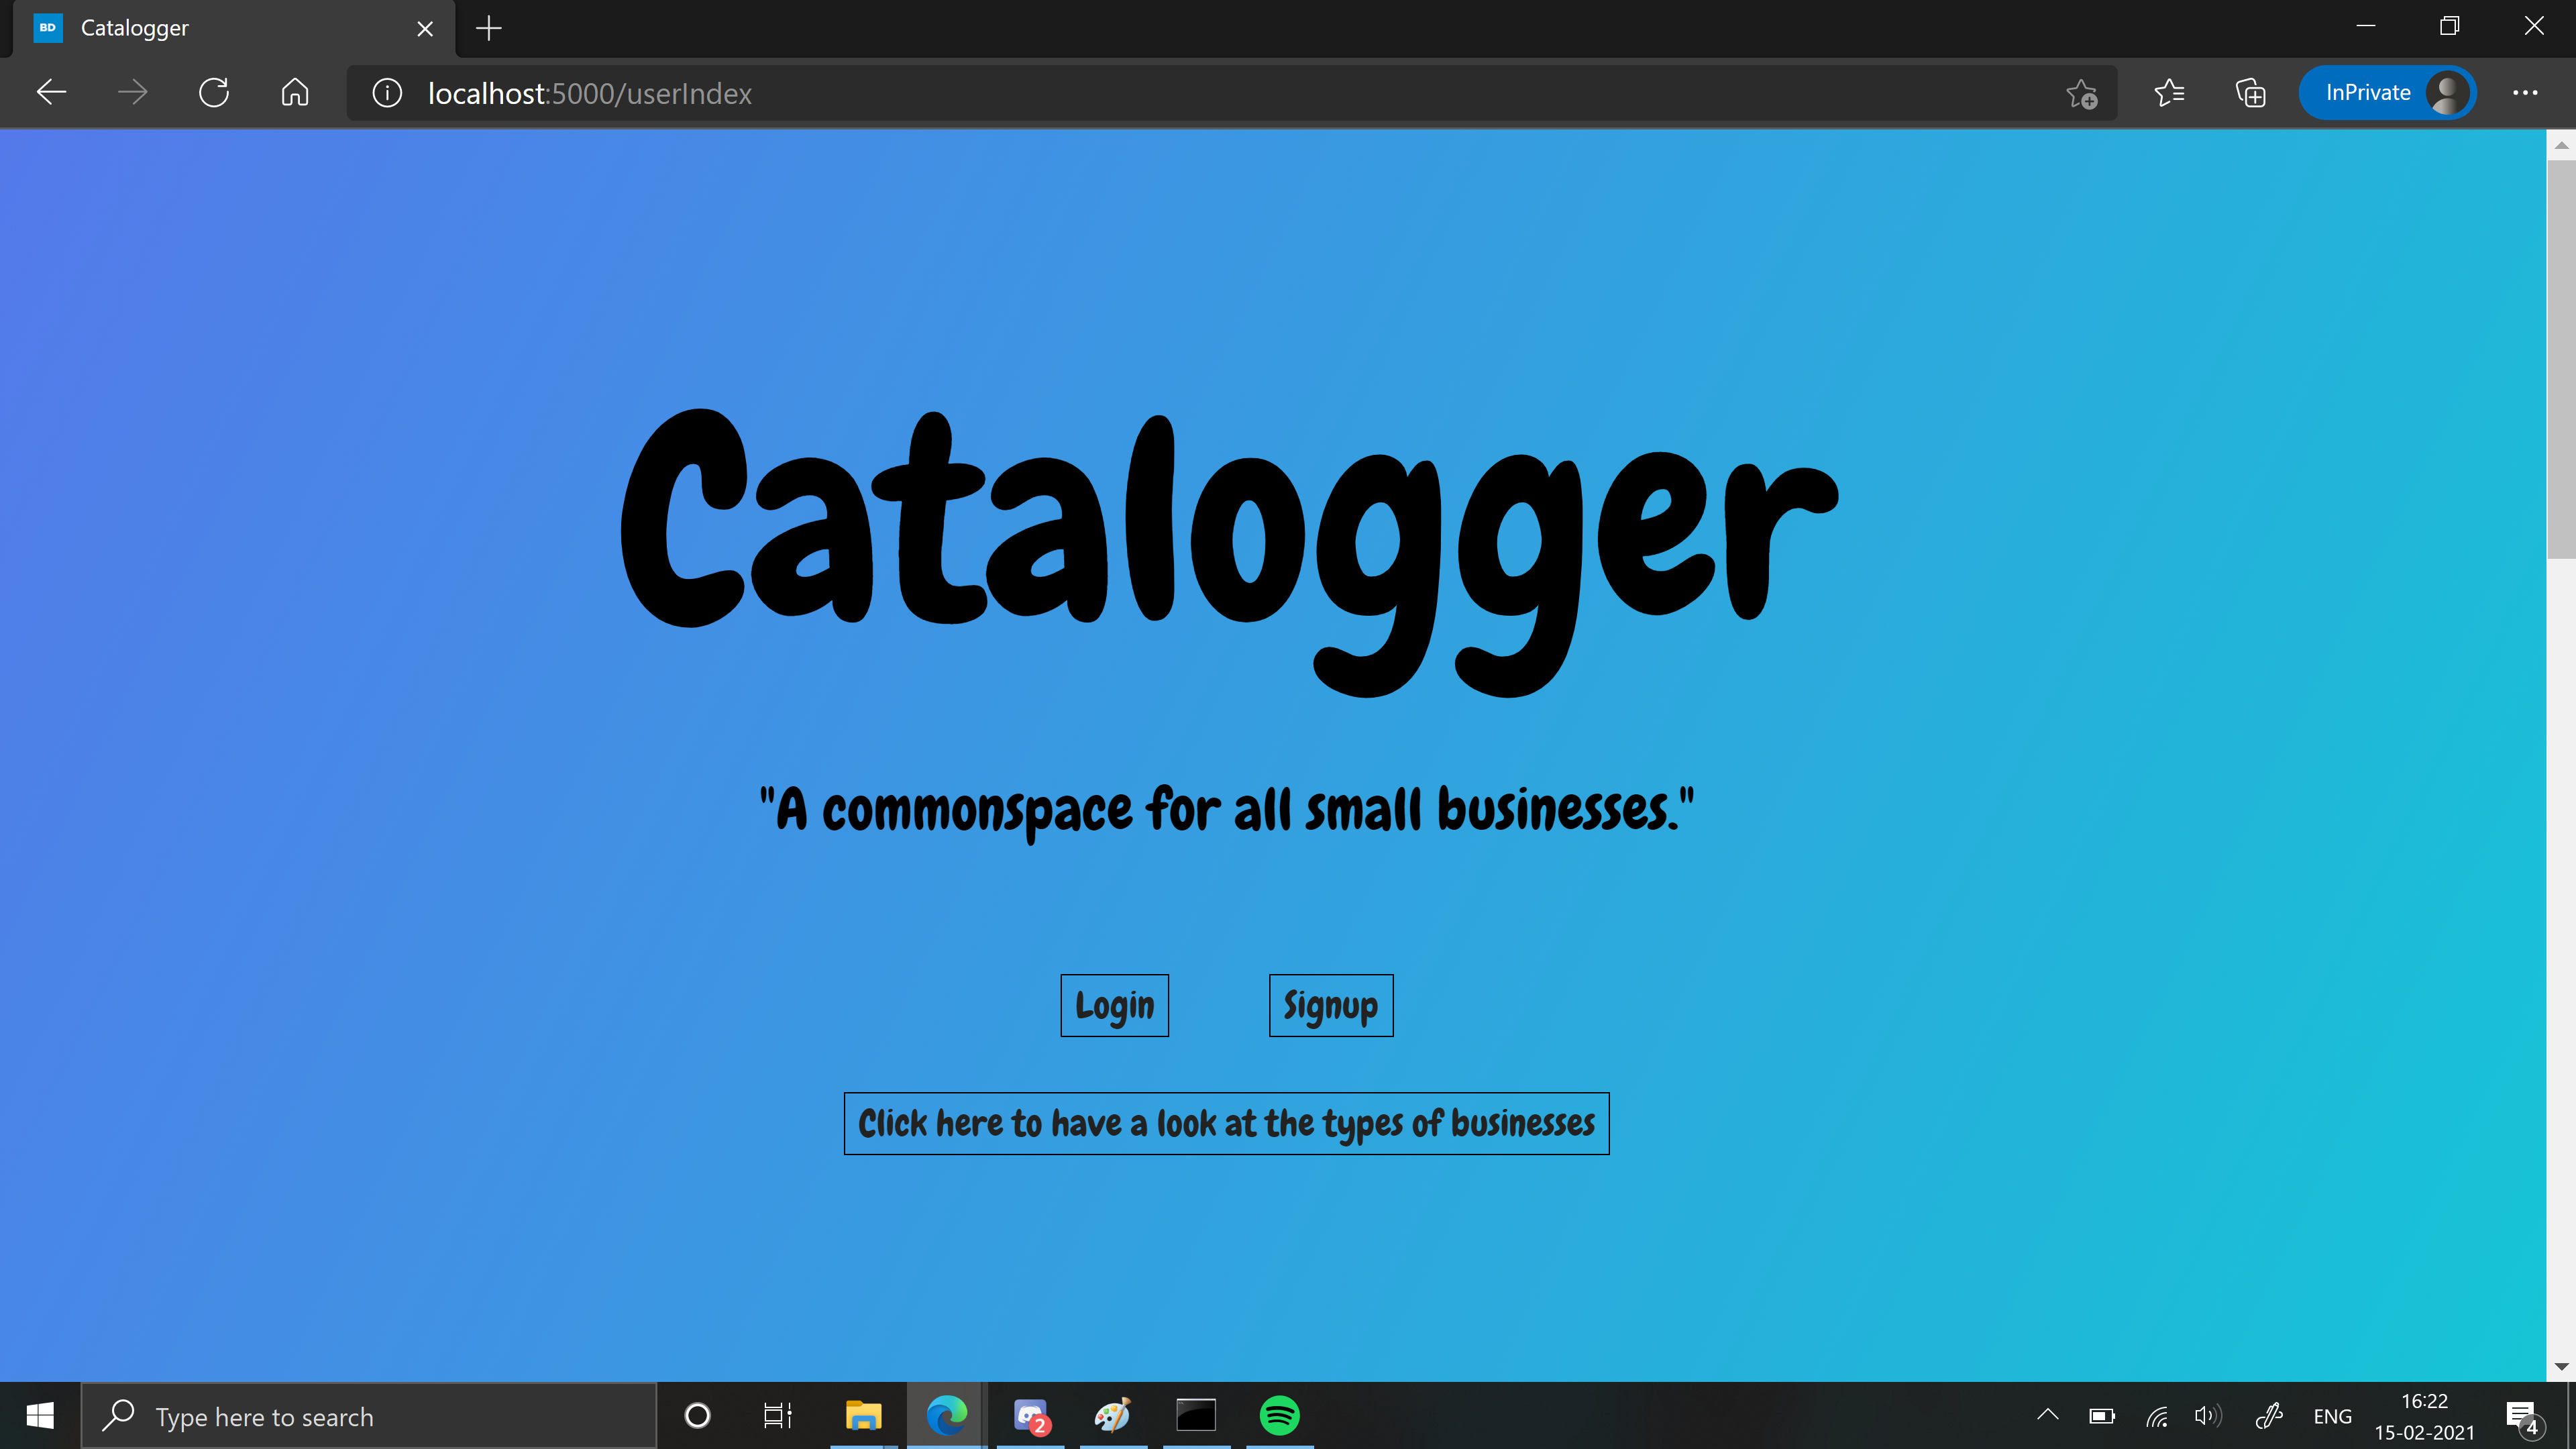 BD Catalogger
localhost:5000/userIndex
InPrivate
Catalogger
"A commonspace for all small businesses."
Login Signup
Click here to have a look at the types of businesses
Type here to search
2
ENG
16:22
15-02-2021
4